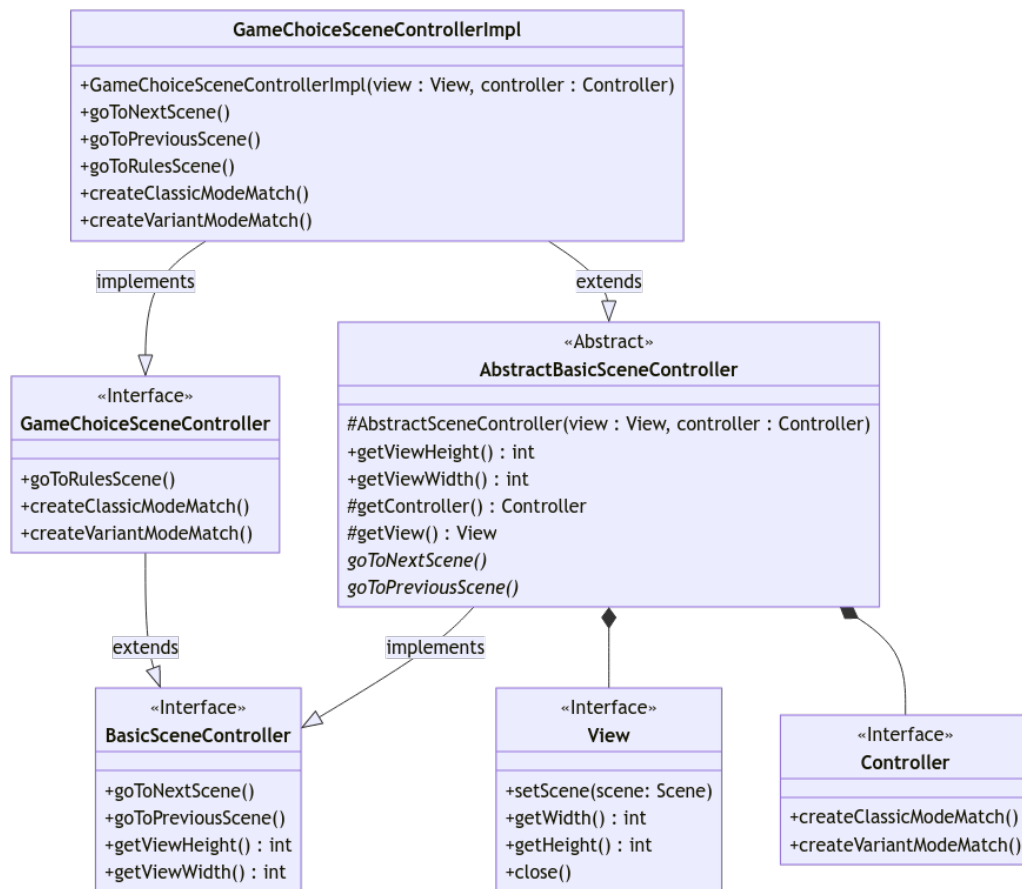 GameChoiceSceneControllerImpl
+GameChoiceSceneControllerImpl(view : View, controller : Controller)
+goToNextScene()
+goToPreviousScene()
+goToRulesScene()
+createClassicModeMatch()
+createVariantModeMatch()
implements
extends
«Interface»
GameChoiceSceneController
+goToRulesScene()
+createClassicModeMatch()
+createVariantModeMatch()
«Abstract»
AbstractBasicSceneController
#AbstractSceneController(view : View, controller : Controller)
+getViewHeight() : int
+getViewWidth() : int
#getController() : Controller
#getView() : View
goToNextScene()
goToPreviousScene()
extends
implements
«Interface»
BasicSceneController
+goToNextScene()
+goToPreviousScene()
+getViewHeight() : int
+getViewWidth() : int
«Interface»
View
+setScene(scene: Scene)
+getWidth() : int
+getHeight() : int
+close()
«Interface»
Controller
+createClassicModeMatch()
+createVariantModeMatch()